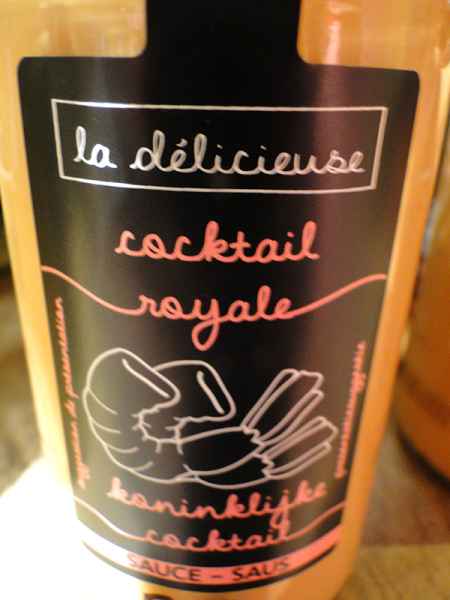 la délicieuse
cocktail
royale
koninklijke
cocktail
SAUCE - SAUS